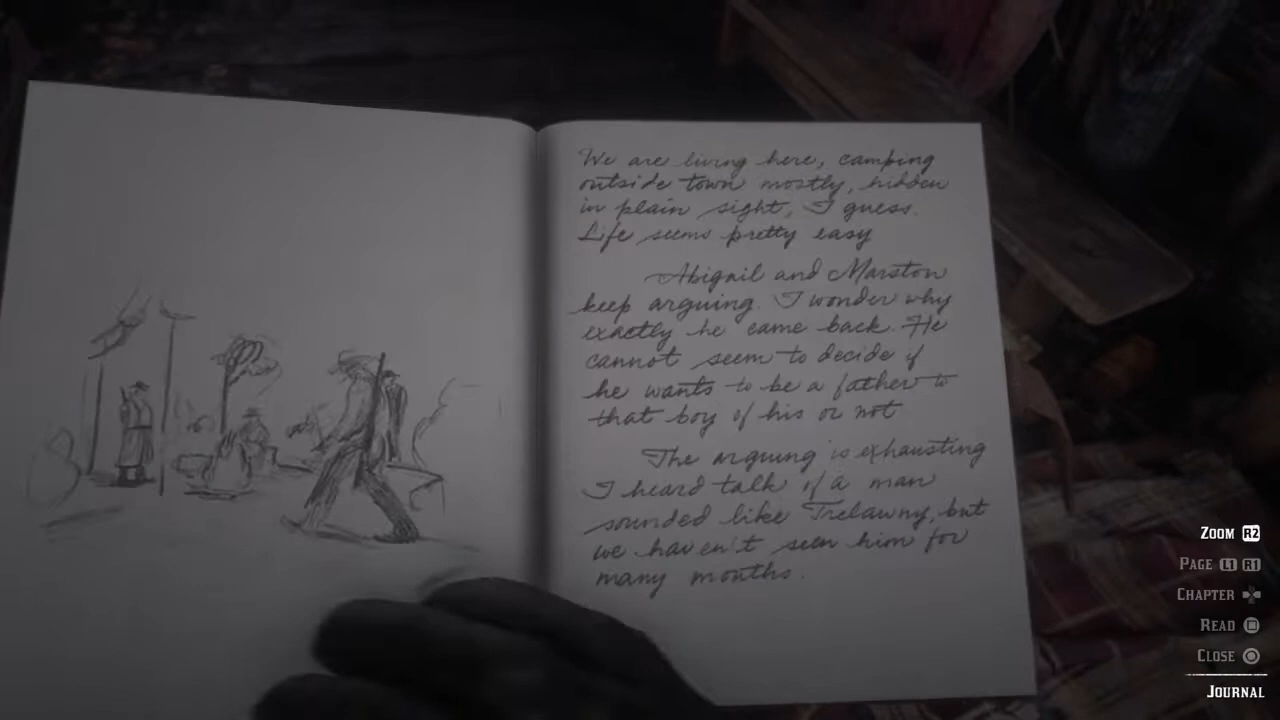 We are living here, camping
outside town mostly, hidden
in plain sight, I guess.
Life seems pretty easy
Abigail and Marston
keep arguing. I wonder why
exactly he came back. He
cannot seem to decide if
he wants to be a father to
that boy of his or not
The arguing is exhausting
I heard talk of a man
sounded like Trelawny, but
we haven't seen him for
many months.
ZOOM R2
PAGE L1 R1
CHAPTER
READ
CLOSE
JOURNAL